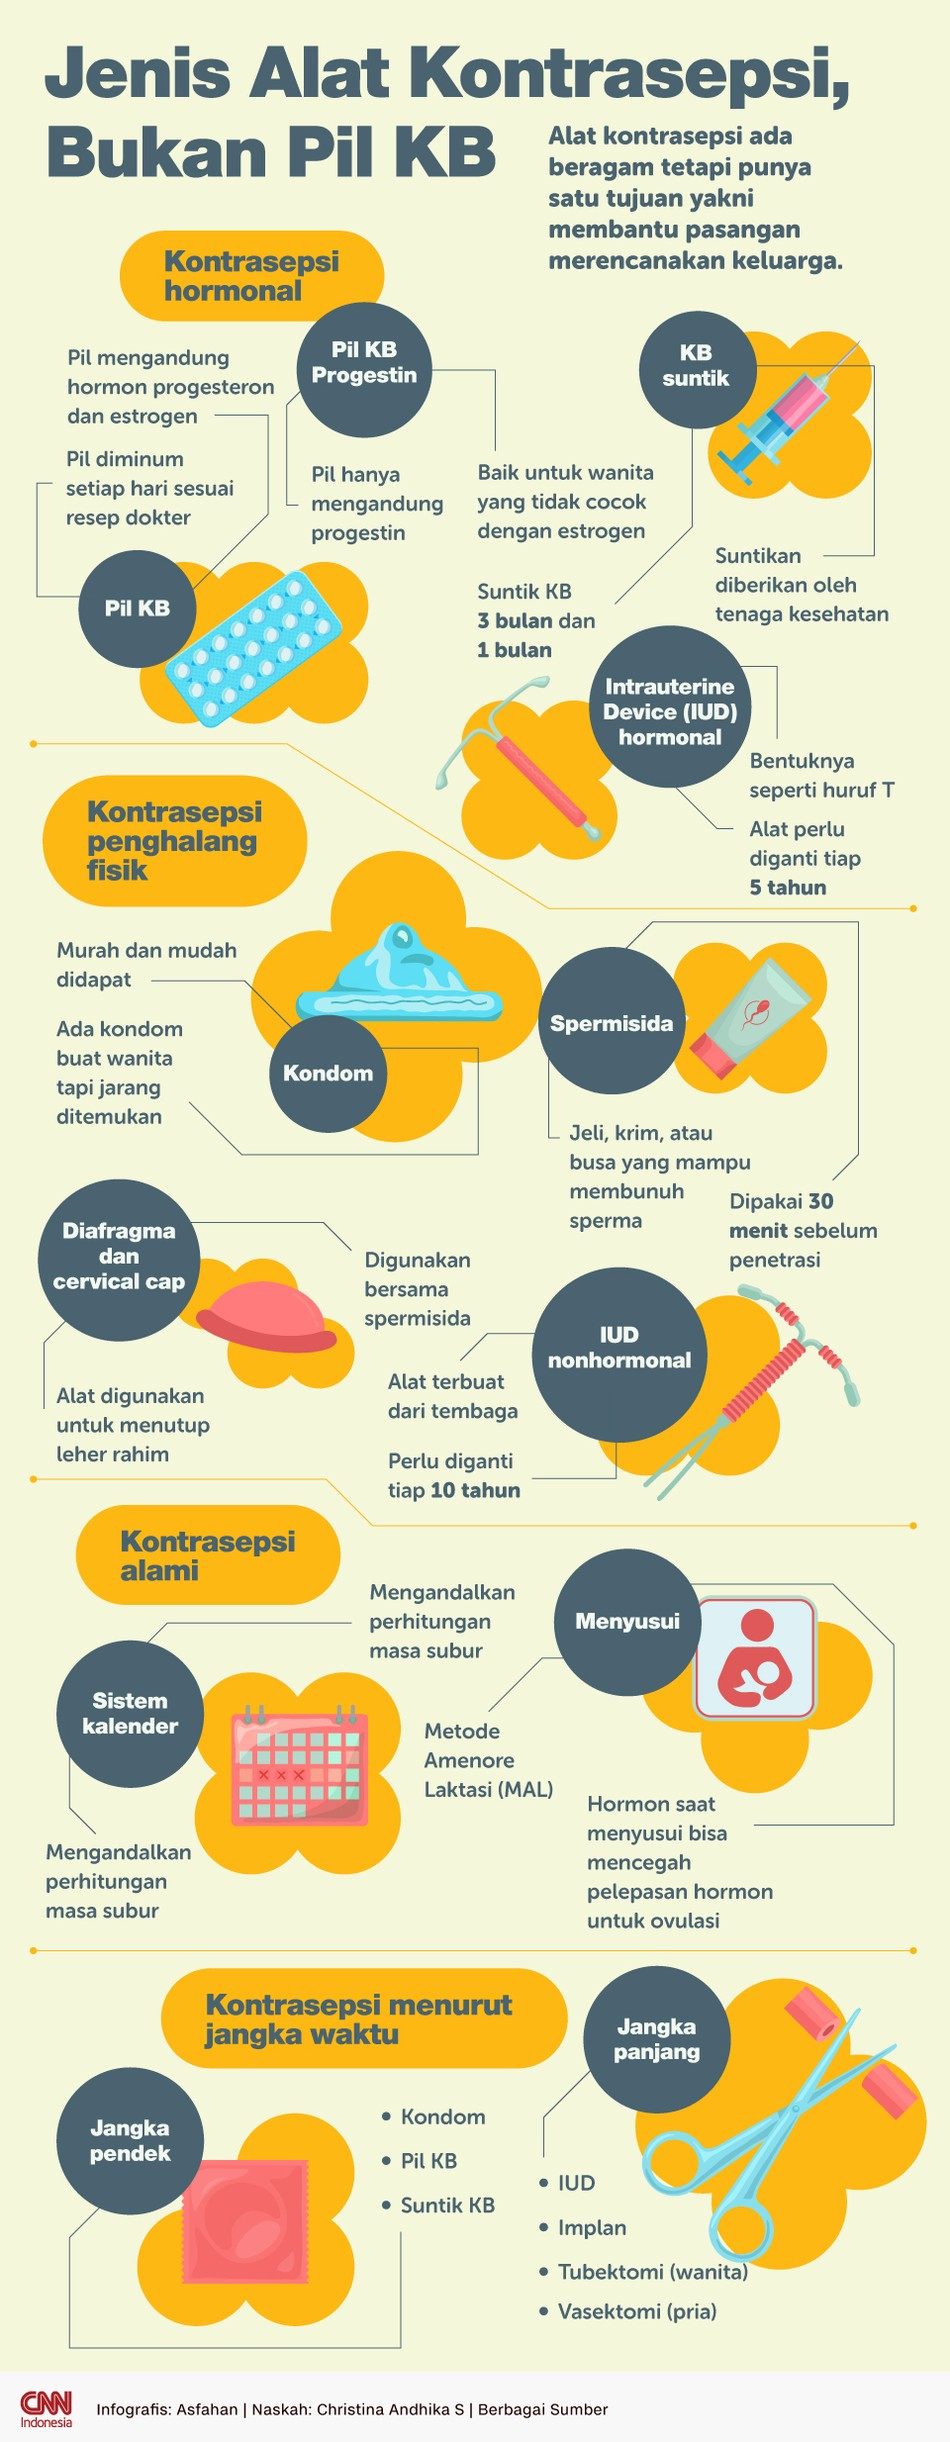 Jenis Alat Kontrasepsi,
Bukan Pil KB
Alat kontrasepsi ada
beragam tetapi punya
satu tujuan yakni
membantu pasangan
merencanakan keluarga.
Kontrasepsi
hormonal
Pil mengandung
hormon progesteron
dan estrogen
Pil diminum
setiap hari sesuai
resep dokter
Pil KB
Pil KB
Progestin
Pil hanya
mengandung
progestin
Baik untuk wanita
yang tidak cocok
dengan estrogen
KB
suntik
Suntik KB
3 bulan dan
1 bulan
Suntikan
diberikan oleh
tenaga kesehatan
Intrauterine
Device (IUD)
hormonal
Bentuknya
seperti huruf T
Alat perlu
diganti tiap
5 tahun
Kontrasepsi
penghalang
fisik
Murah dan mudah
didapat
Ada kondom
buat wanita
tapi jarang
ditemukan
Kondom
Spermisida
Jeli, krim, atau
busa yang mampu
membunuh
sperma
Dipakai 30
menit sebelum
penetrasi
Diafragma
dan
cervical cap
Digunakan
bersama
spermisida
Alat digunakan
untuk menutup
leher rahim
IUD
nonhormonal
Alat terbuat
dari tembaga
Perlu diganti
tiap 10 tahun
Kontrasepsi
alami
Mengandalkan
perhitungan
masa subur
Sistem
kalender
Mengandalkan
perhitungan
masa subur
Menyusui
Metode
Amenore
Laktasi (MAL)
Hormon saat
menyusui bisa
mencegah
pelepasan hormon
untuk ovulasi
Kontrasepsi menurut
jangka waktu
Jangka
pendek
• Kondom
• Pil KB
• Suntik KB
Jangka
panjang
• IUD
• Implan
• Tubektomi (wanita)
• Vasektomi (pria)
CNN
Indonesia
Infografis: Asfahan | Naskah: Christina Andhika S | Berbagai Sumber